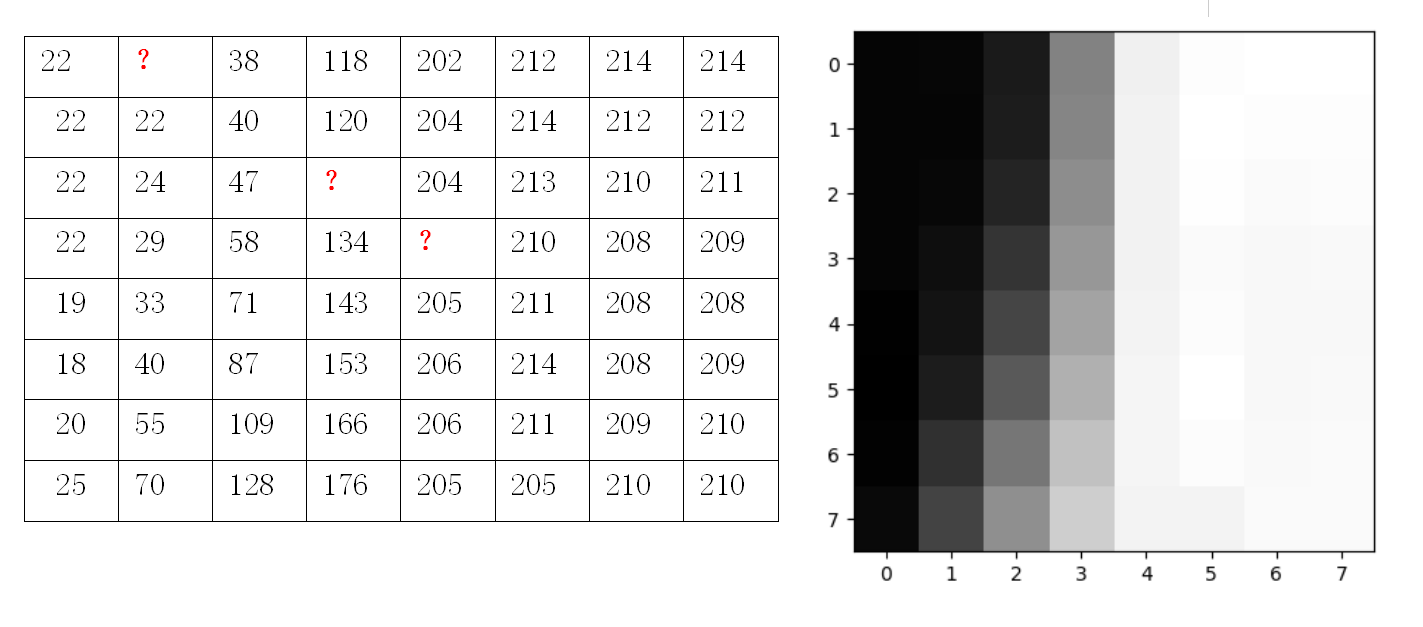 22 ? 38 118 202 212 214 214
22 22 40 120 204 214 212 212
22 24 47 ? 204 213 210 211
22 29 58 134 ? 210 208 209
19 33 71 143 205 211 208 208
18 40 87 153 206 214 208 209
20 55 109 166 206 211 209 210
25 70 128 176 205 205 210 210
0
1
2
3
4
5
6
7
0 1 2 3 4 5 6 7